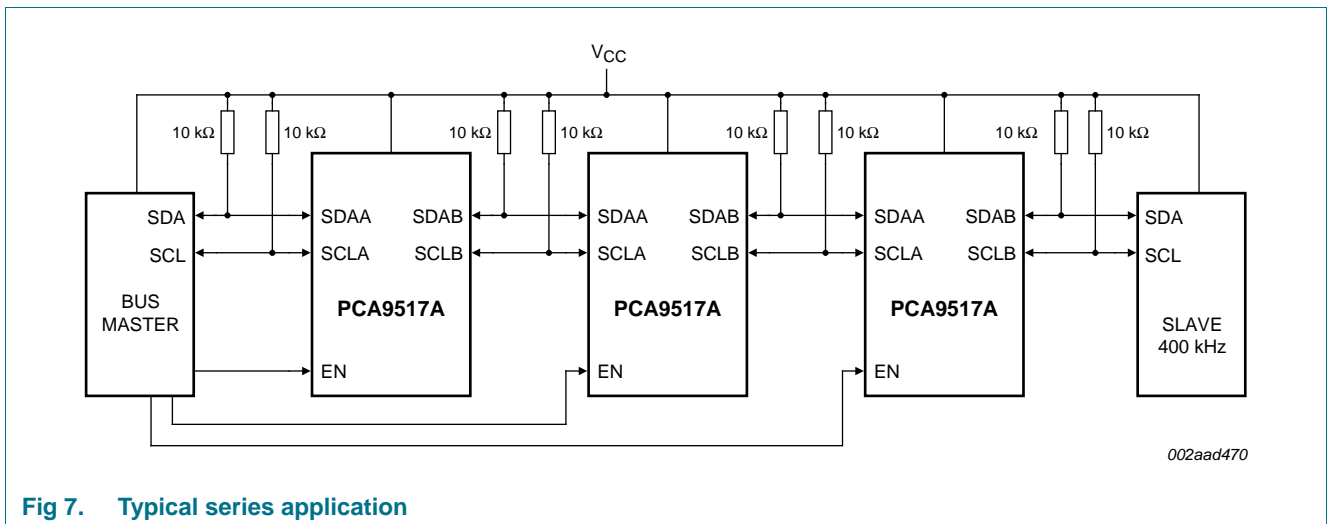 VCC
10 kΩ 10 kΩ 10 kΩ 10 kΩ 10 kΩ 10 kΩ 10 kΩ 10 kΩ
SDA SDAA SDAB SDAA SDAB SDAA SDAB SDA
SCL SCLA SCLB SCLA SCLB SCLA SCLB SCL
BUS
MASTER
PCA9517A PCA9517A PCA9517A
SLAVE
400 kHz
EN EN EN
002aad470
Fig 7. Typical series application